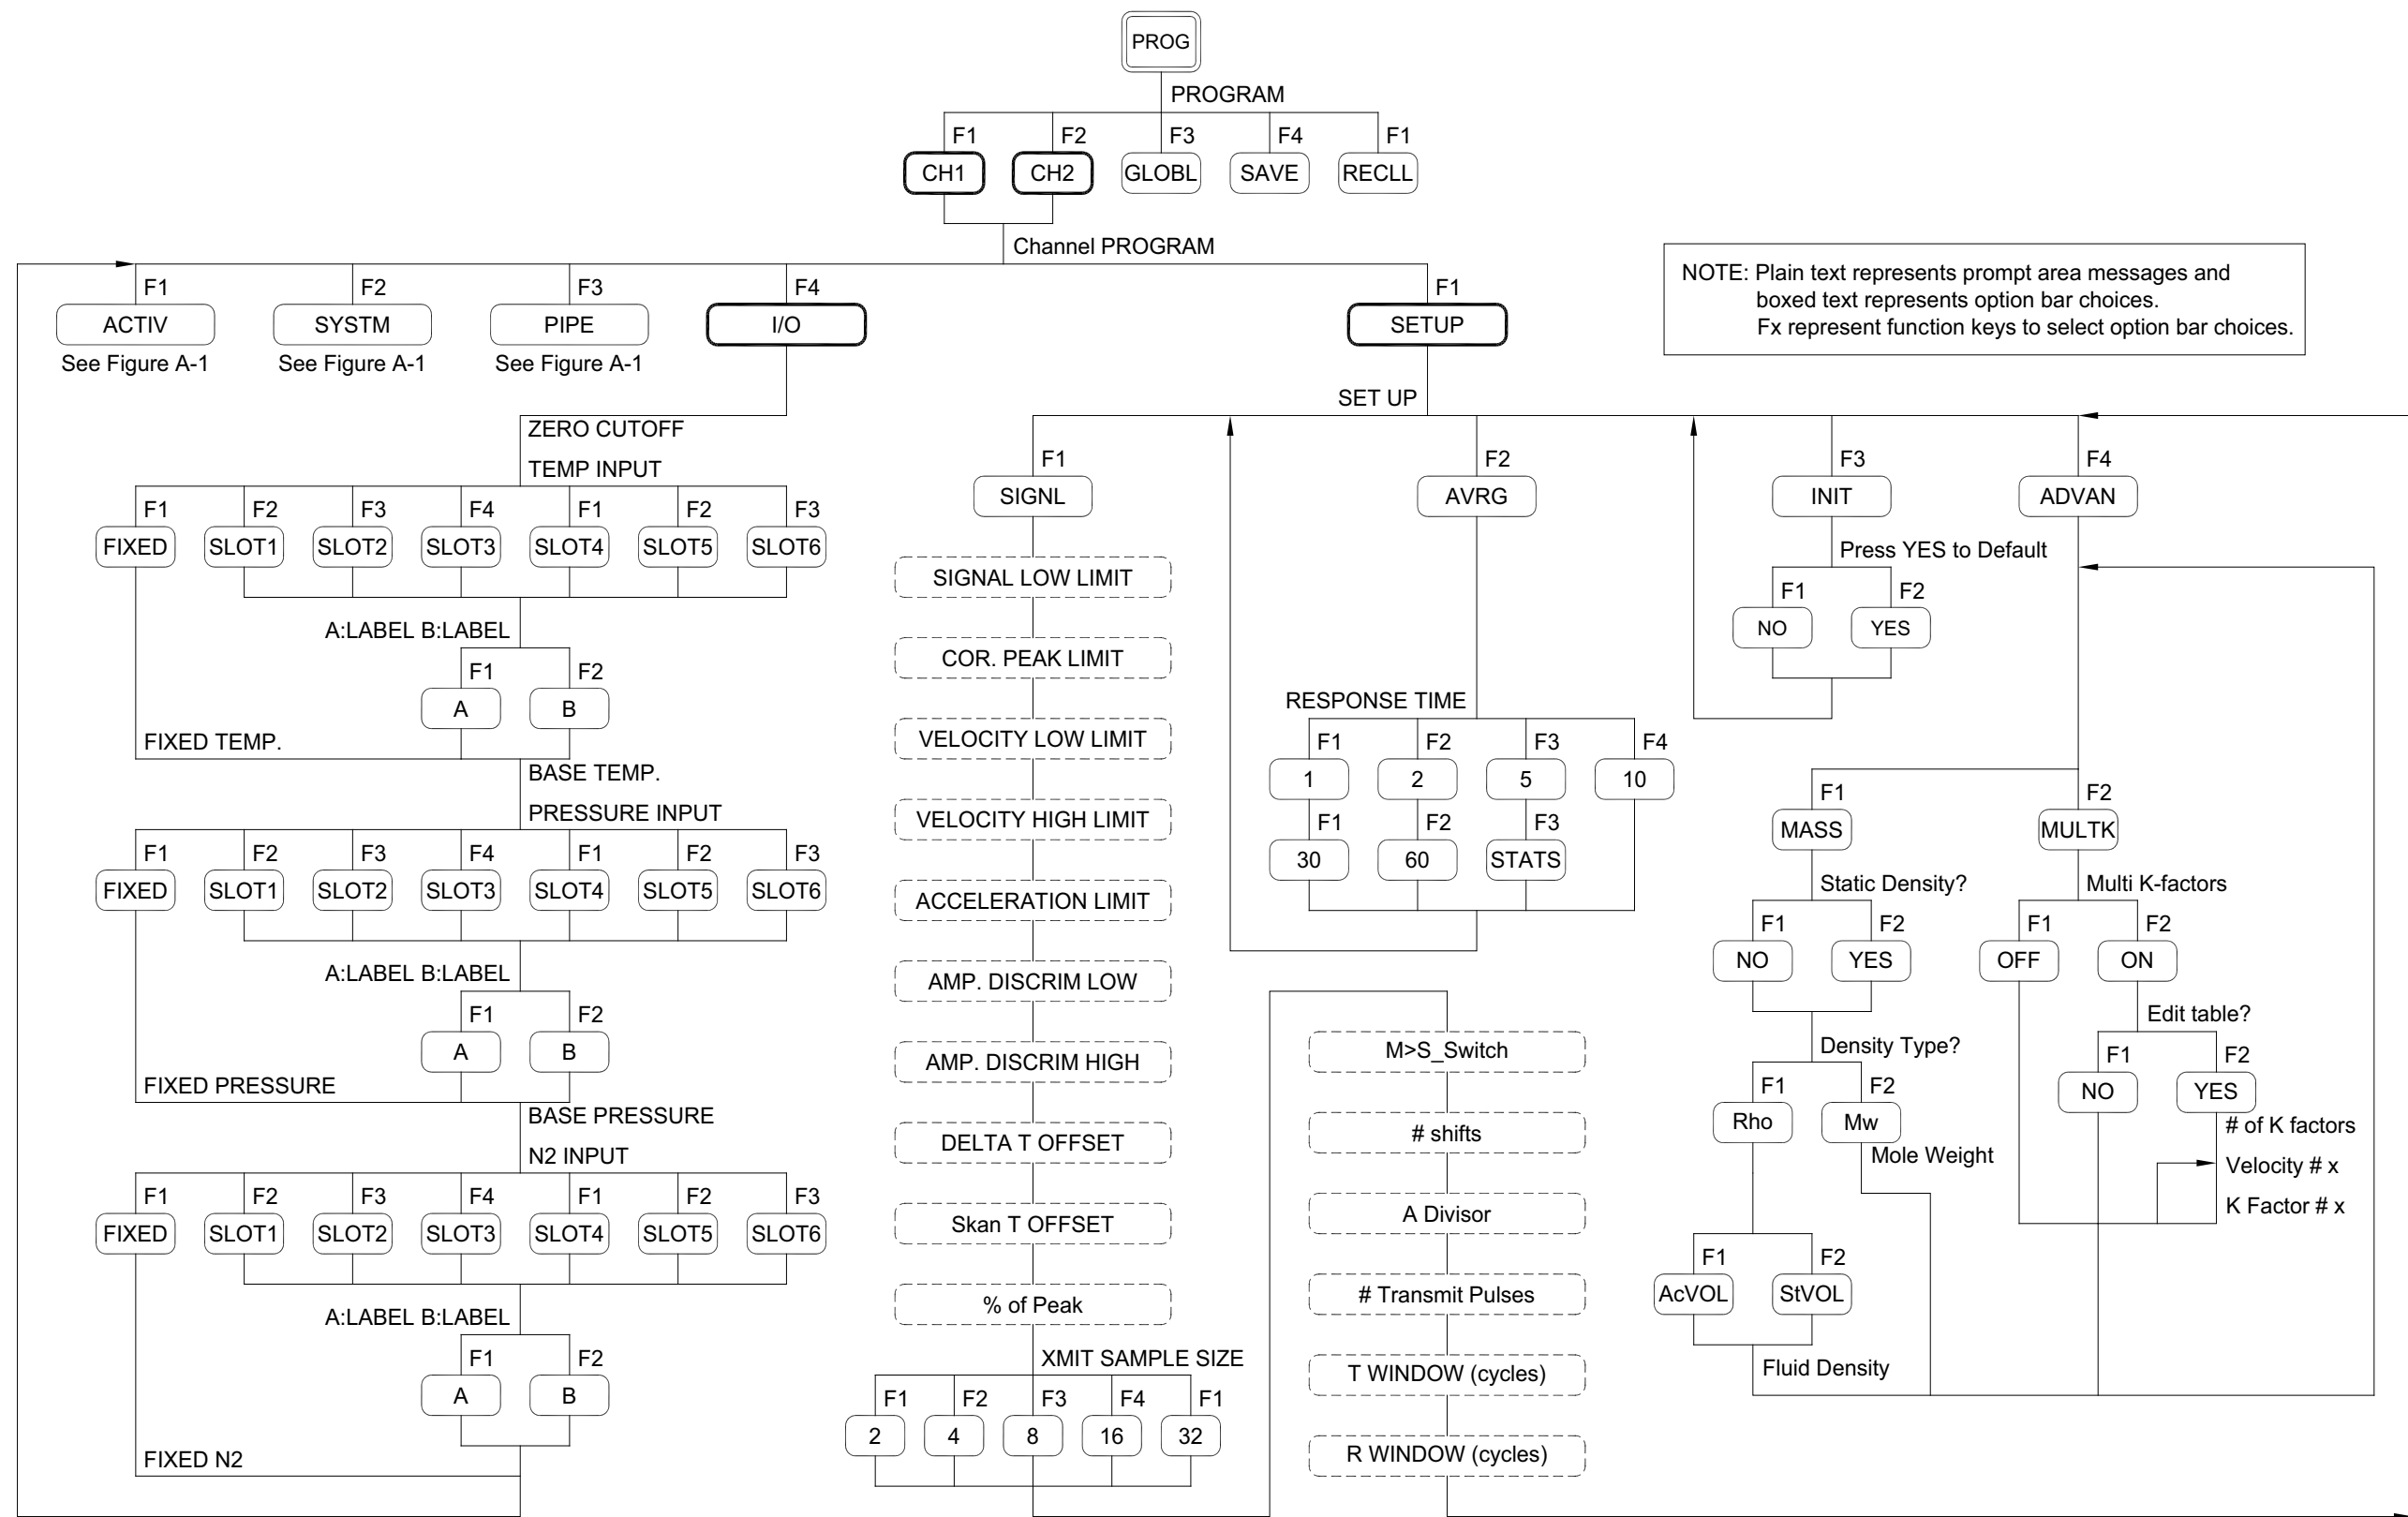 PROG
PROGRAM
F1 F2 F3 F4 F1
CH1 CH2 GLOBL SAVE RECLL
Channel PROGRAM
F1 F2 F3 F4 F1
ACTIV SYSTM PIPE I/O SETUP
See Figure A-1 See Figure A-1 See Figure A-1
NOTE: Plain text represents prompt area messages and
boxed text represents option bar choices.
Fx represent function keys to select option bar choices.
ZERO CUTOFF
TEMP INPUT
F1 F2 F3 F4 F1 F2 F3
FIXED SLOT1 SLOT2 SLOT3 SLOT4 SLOT5 SLOT6
A:LABEL B:LABEL
F1 F2
A B
FIXED TEMP.
BASE TEMP.
PRESSURE INPUT
F1 F2 F3 F4 F1 F2 F3
FIXED SLOT1 SLOT2 SLOT3 SLOT4 SLOT5 SLOT6
A:LABEL B:LABEL
F1 F2
A B
FIXED PRESSURE
BASE PRESSURE
N2 INPUT
F1 F2 F3 F4 F1 F2 F3
FIXED SLOT1 SLOT2 SLOT3 SLOT4 SLOT5 SLOT6
A:LABEL B:LABEL
F1 F2
A B
FIXED N2
SET UP
F1 F2 F3 F4
SIGNL AVRG INIT ADVAN
SIGNAL LOW LIMIT
COR. PEAK LIMIT
VELOCITY LOW LIMIT
VELOCITY HIGH LIMIT
ACCELERATION LIMIT
AMP. DISCRIM LOW
AMP. DISCRIM HIGH
DELTA T OFFSET
Skan T OFFSET
% of Peak
XMIT SAMPLE SIZE
F1 F2 F3 F4 F1
2 4 8 16 32
M>S_Switch
# shifts
A Divisor
# Transmit Pulses
T WINDOW (cycles)
R WINDOW (cycles)
RESPONSE TIME
F1 F2 F3 F4
1 2 5 10
F1 F2 F3
30 60 STATS
Press YES to Default
F1 F2
NO YES
F1 F2
MASS MULTK
Static Density?
F1 F2
NO YES
Density Type?
F1 F2
Rho Mw
Mole Weight
F1 F2
AcVOL StVOL
Fluid Density
Multi K-factors
F1 F2
OFF ON
Edit table?
F1 F2
NO YES
# of K factors
Velocity # x
K Factor # x